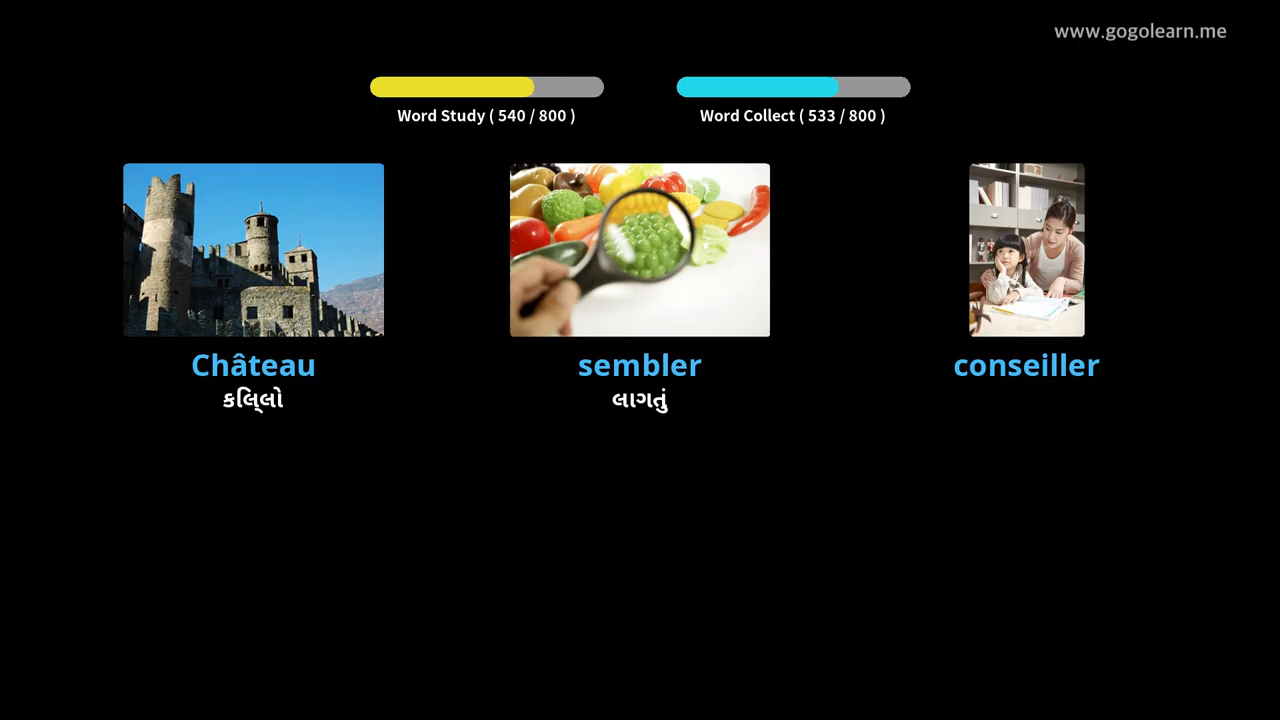 www.gogolearn.me
Word Study ( 540 / 800 )
Word Collect ( 533 / 800 )
Château
sembler
conseiller
કલ્િલો
લાગતું